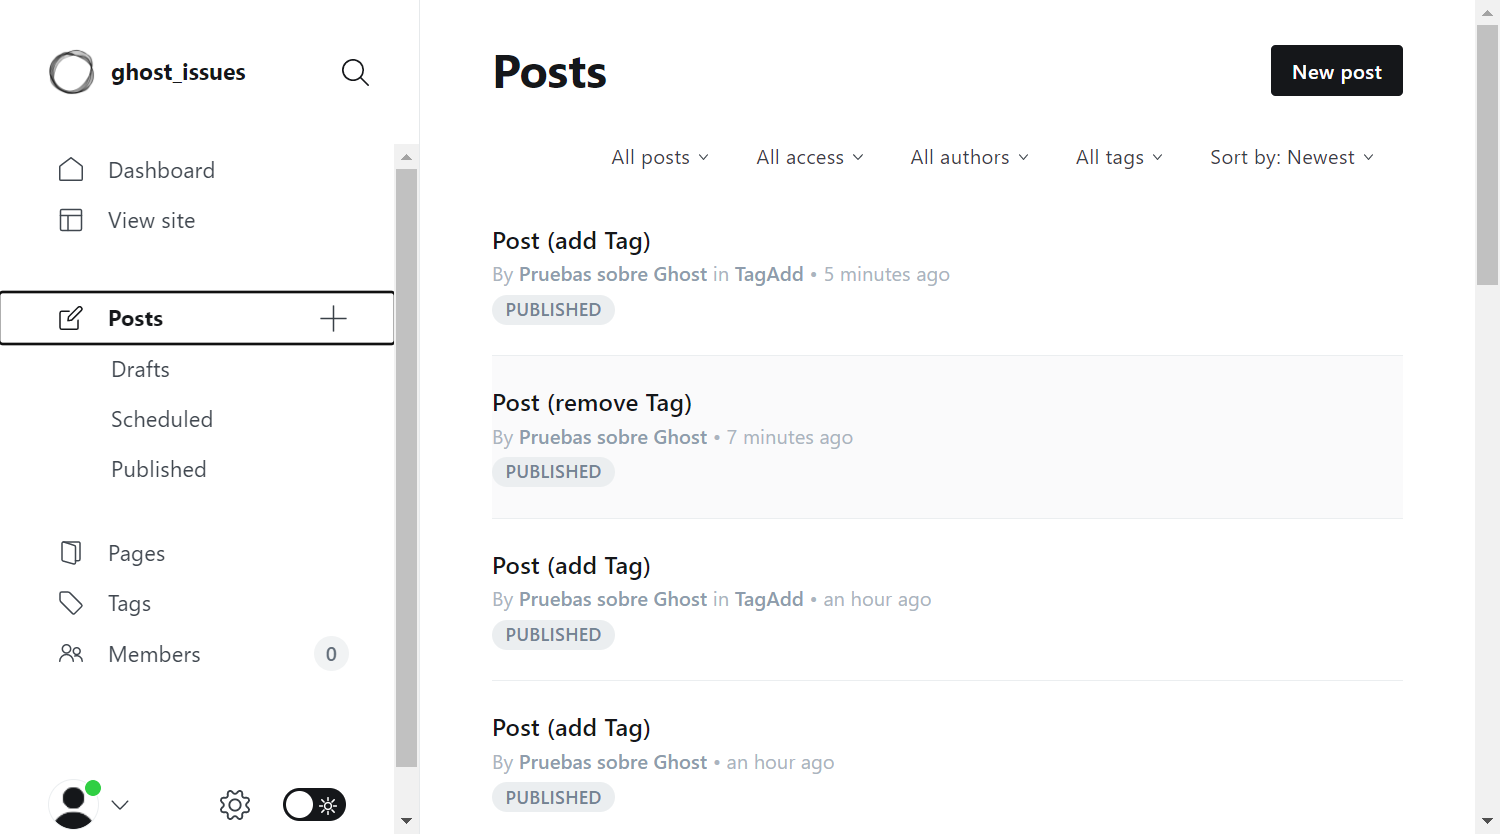 ghost_issues
Dashboard
View site
Posts
Drafts
Scheduled
Published
Pages
Tags
Members 0
Posts
New post
All posts All access All authors All tags Sort by: Newest
Post (add Tag)
By Pruebas sobre Ghost in TagAdd • 5 minutes ago
PUBLISHED
Post (remove Tag)
By Pruebas sobre Ghost • 7 minutes ago
PUBLISHED
Post (add Tag)
By Pruebas sobre Ghost in TagAdd • an hour ago
PUBLISHED
Post (add Tag)
By Pruebas sobre Ghost • an hour ago
PUBLISHED